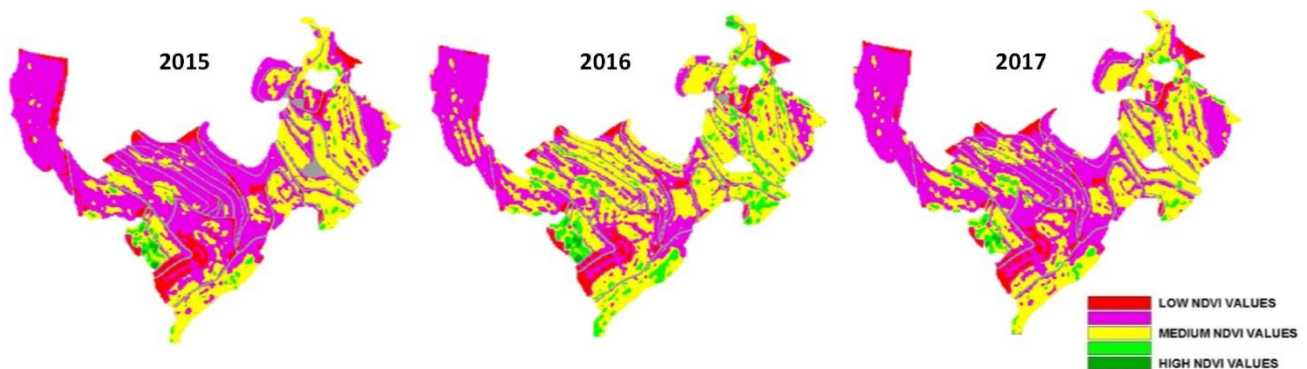 2015
2016
2017
LOW NDVI VALUES
MEDIUM NDVI VALUES
HIGH NDVI VALUES